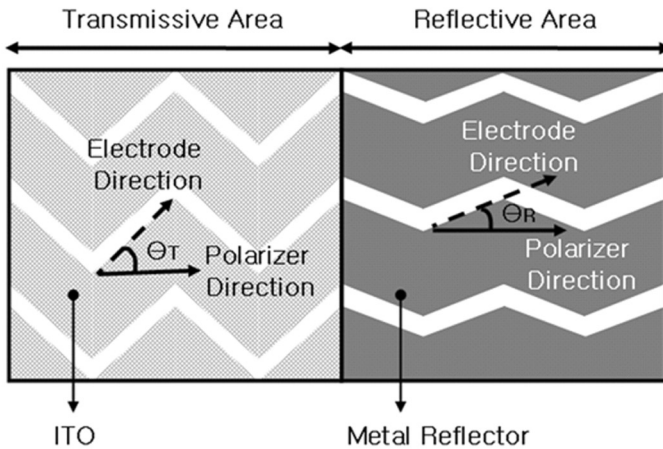 Transmissive Area
Reflective Area
Electrode
Direction
ΘT
Polarizer
Direction
Electrode
Direction
ΘR
Polarizer
Direction
ITO
Metal Reflector